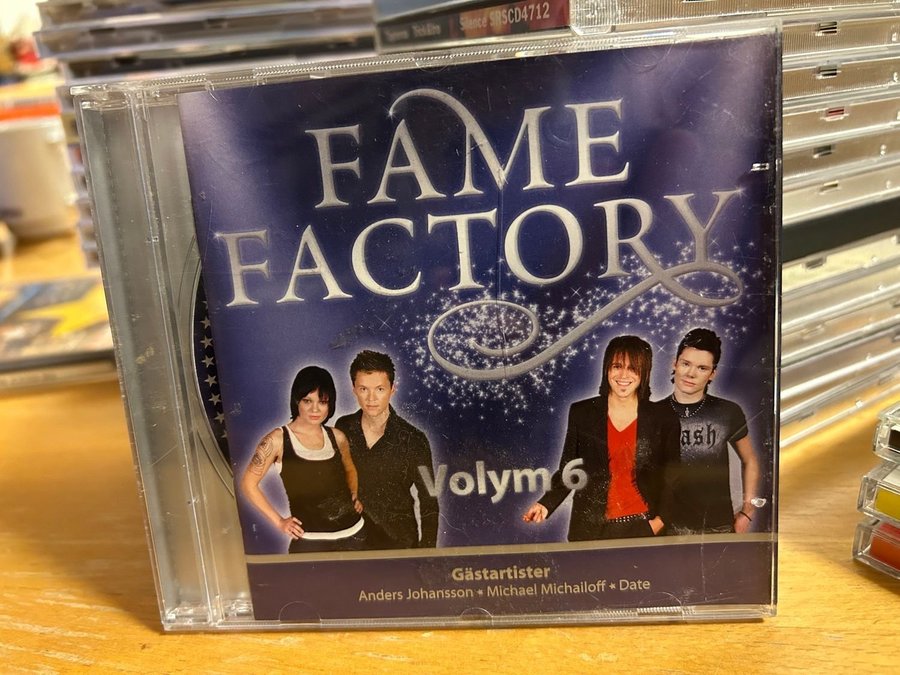 Silence SRSCD4712
FAME
FACTORY
ash
Volym 6
Gästartister
Anders Johansson ★ Michael Michailoff ★ Date